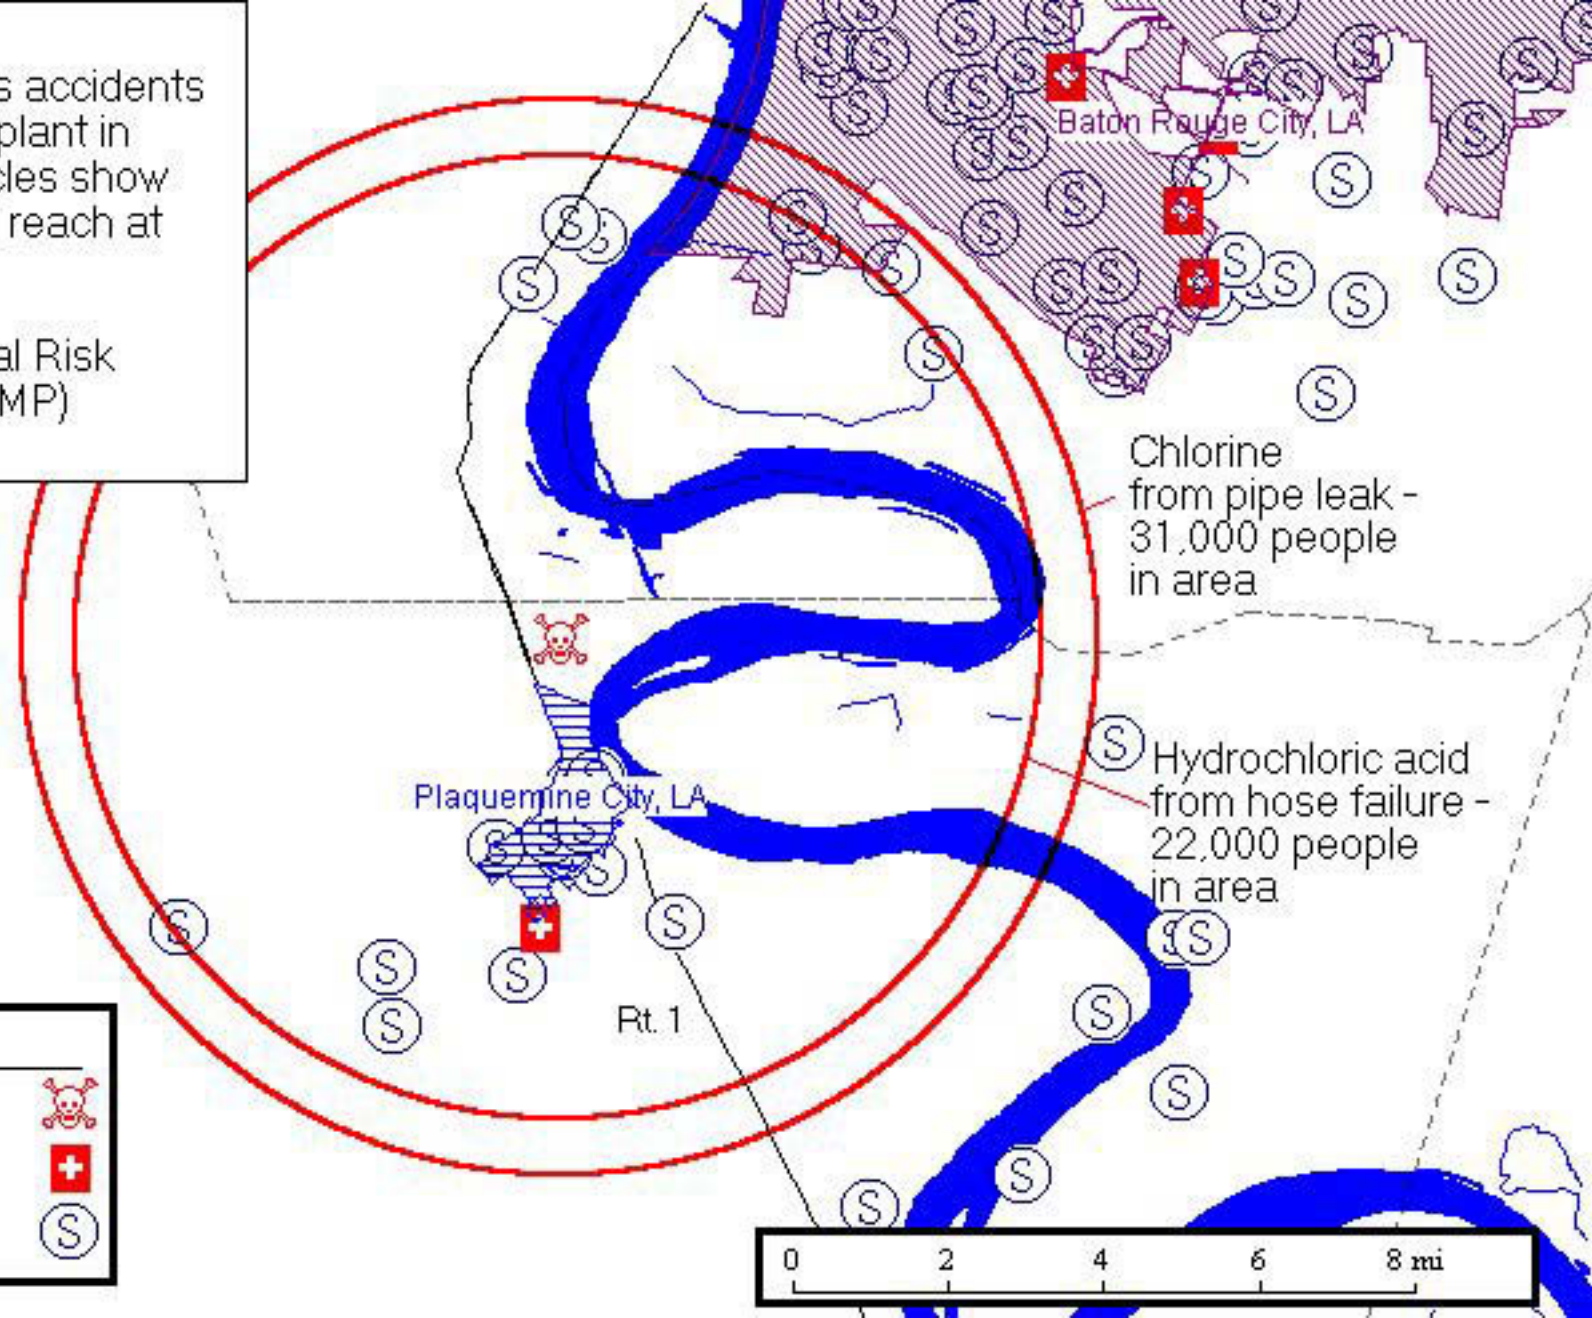 s accidents
plant in
cles show
reach at
al Risk
MP)
Baton Rouge City, LA
Chlorine
from pipe leak -
31,000 people
in area
Hydrochloric acid
from hose failure -
22,000 people
in area
Plaquemine City, LA
Rt. 1
0 2 4 6 8 mi
S